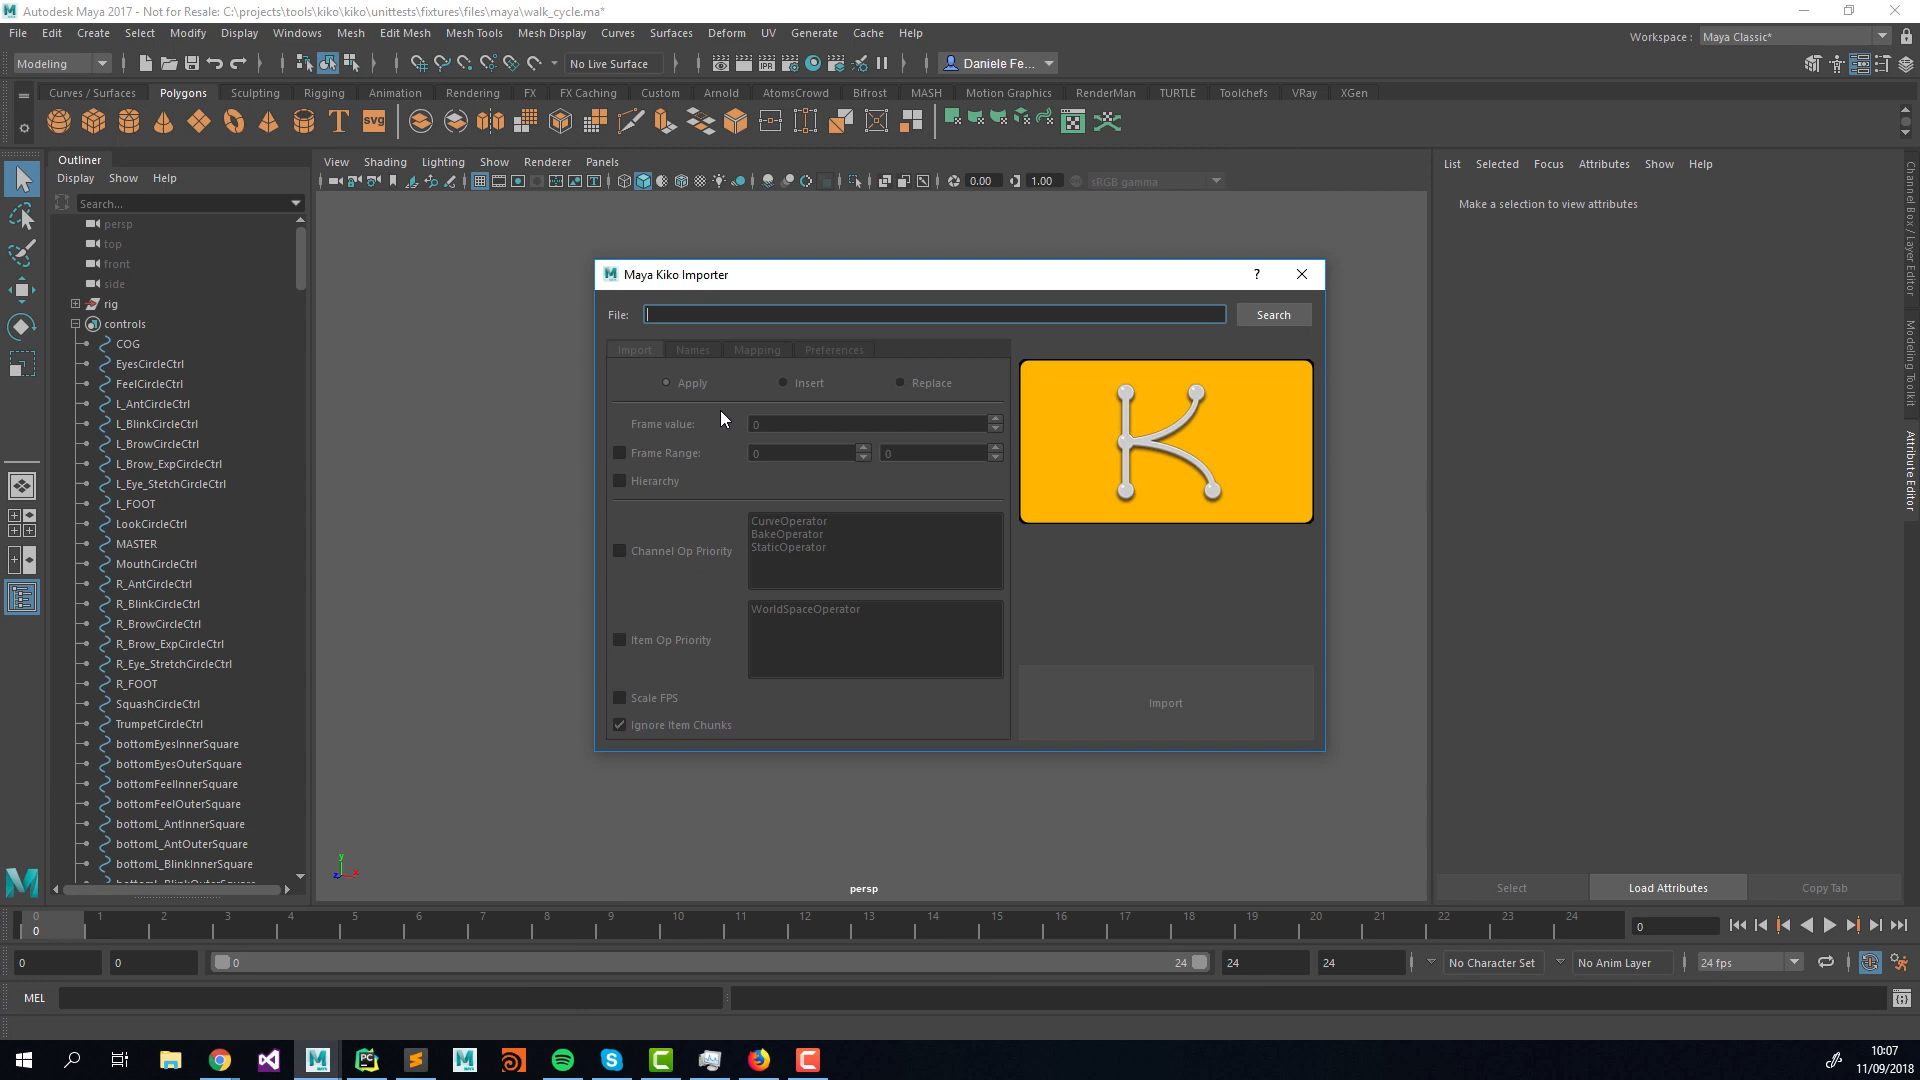 Autodesk Maya 2017 - Not for Resale: C:\projects\tools\kiko\kiko\unittests\fixtures\files\maya\walk_cycle.ma*
File Edit Create Select Modify Display Windows Mesh Edit Mesh Mesh Tools Mesh Display Curves Surfaces Deform UV Generate Cache Help
Workspace : Maya Classic*
Modeling No Live Surface Daniele Fe...
Curves / Surfaces Polygons Sculpting Rigging Animation Rendering FX FX Caching Custom Arnold AtomsCrowd Bifrost MASH Motion Graphics RenderMan TURTLE Toolchefs VRay XGen
T svg
Outliner
Display Show Help
Search...
persp
top
front
side
rig
controls
COG
EyesCircleCtrl
FeelCircleCtrl
L_AntCircleCtrl
L_BlinkCircleCtrl
L_BrowCircleCtrl
L_Brow_ExpCircleCtrl
L_Eye_StetchCircleCtrl
L_FOOT
LookCircleCtrl
MASTER
MouthCircleCtrl
R_AntCircleCtrl
R_BlinkCircleCtrl
R_BrowCircleCtrl
R_Brow_ExpCircleCtrl
R_Eye_StretchCircleCtrl
R_FOOT
SquashCircleCtrl
TrumpetCircleCtrl
bottomEyesInnerSquare
bottomEyesOuterSquare
bottomFeelInnerSquare
bottomFeelOuterSquare
bottomL_AntInnerSquare
bottomL_AntOuterSquare
bottomL_BlinkInnerSquare
View Shading Lighting Show Renderer Panels
0.00 1.00 sRGB gamma
Maya Kiko Importer
?
File: Search
Import Names Mapping Preferences
Apply Insert Replace
Frame value: 0
Frame Range: 0 0
Hierarchy
Channel Op Priority
CurveOperator
BakeOperator
StaticOperator
Item Op Priority
WorldSpaceOperator
Scale FPS
Ignore Item Chunks
K
Import
y
z x
persp
List Selected Focus Attributes Show Help
Make a selection to view attributes
Channel Box / Layer Editor
Modeling Toolkit
Attribute Editor
Select Load Attributes Copy Tab
0 1 2 3 4 5 6 7 8 9 10 11 12 13 14 15 16 17 18 19 20 21 22 23 24
0 0
0 0 0 24 24 24 No Character Set No Anim Layer 24 fps
MEL
10:07
11/09/2018